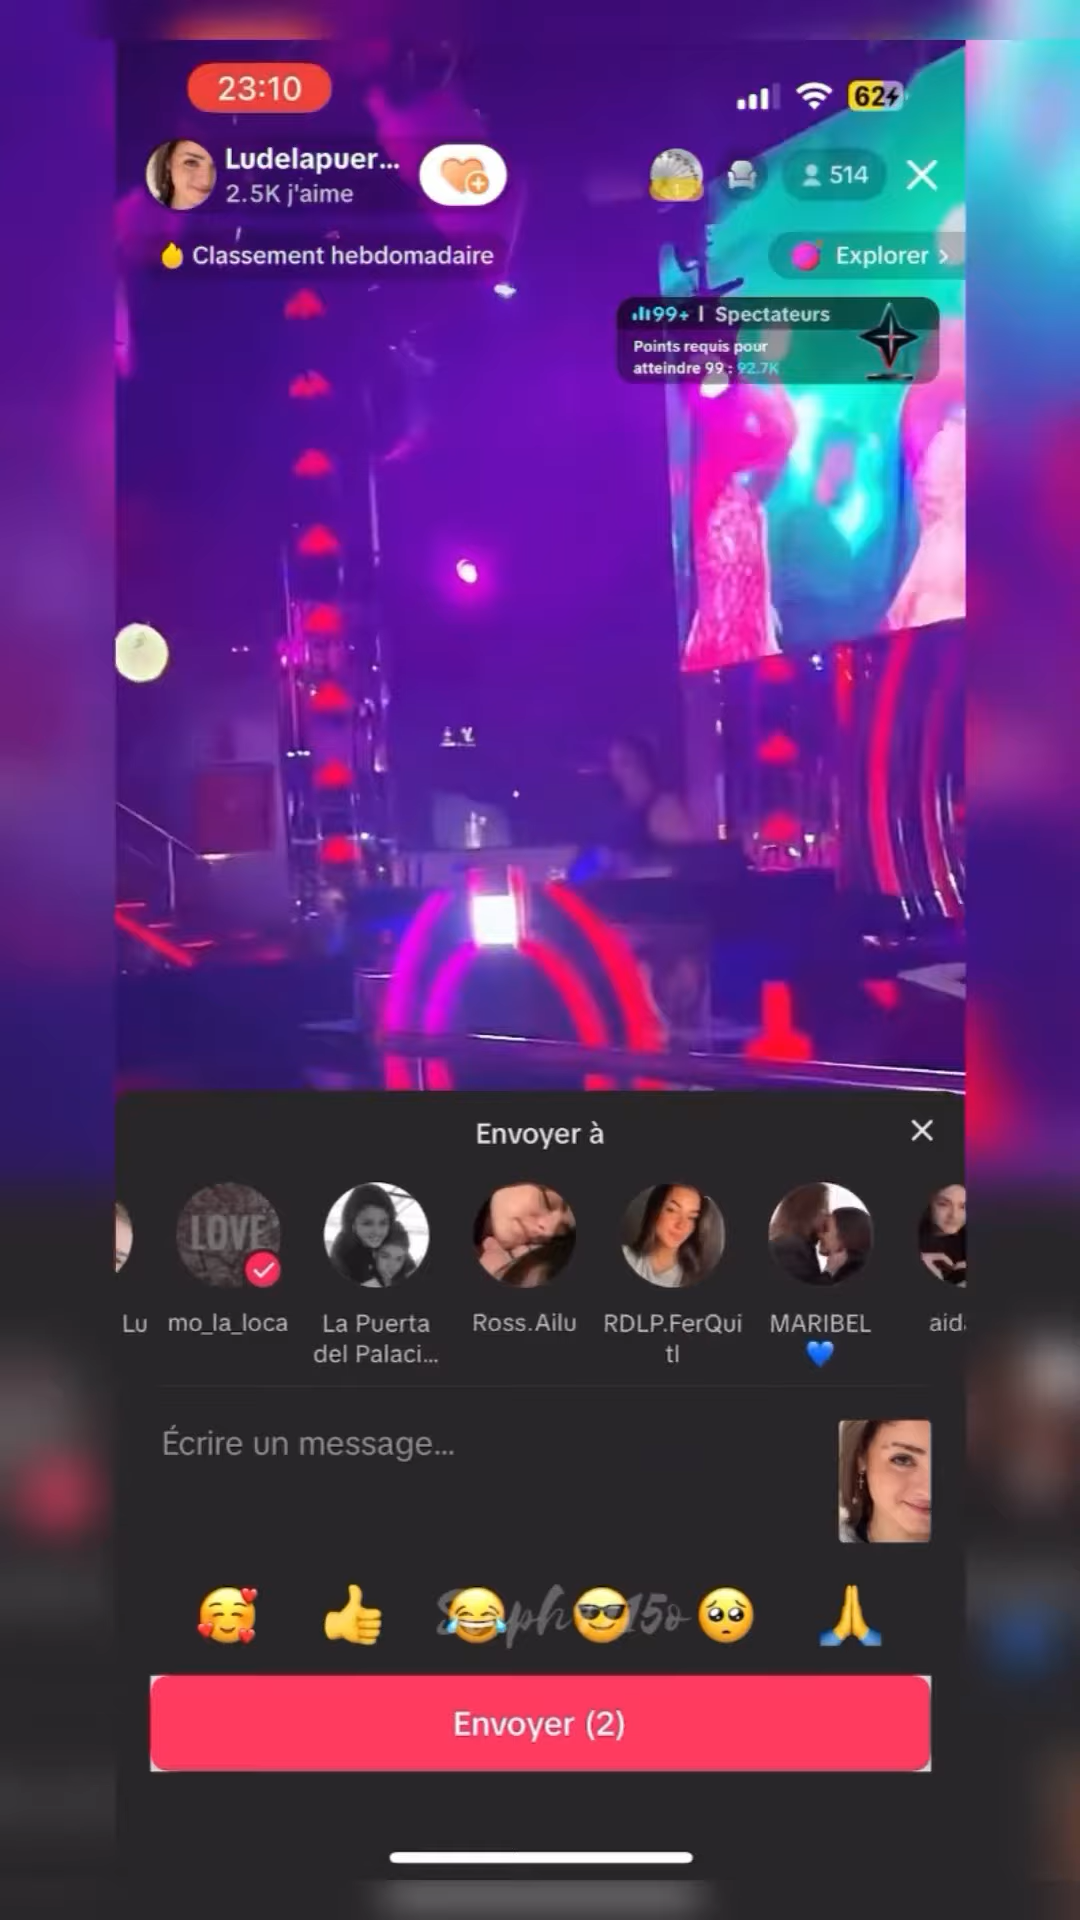 23:10
62
Ludelapuer...
2.5K j'aime
514
Classement hebdomadaire
Explorer >
99+ | Spectateurs
Points requis pour
atteindre 99 : 92.7K
Envoyer à
LOVE
Lu
mo_la_loca
La Puerta
del Palaci...
Ross.Ailu
RDLP.FerQui
tl
MARIBEL
💙
aida
Écrire un message...
Envoyer (2)